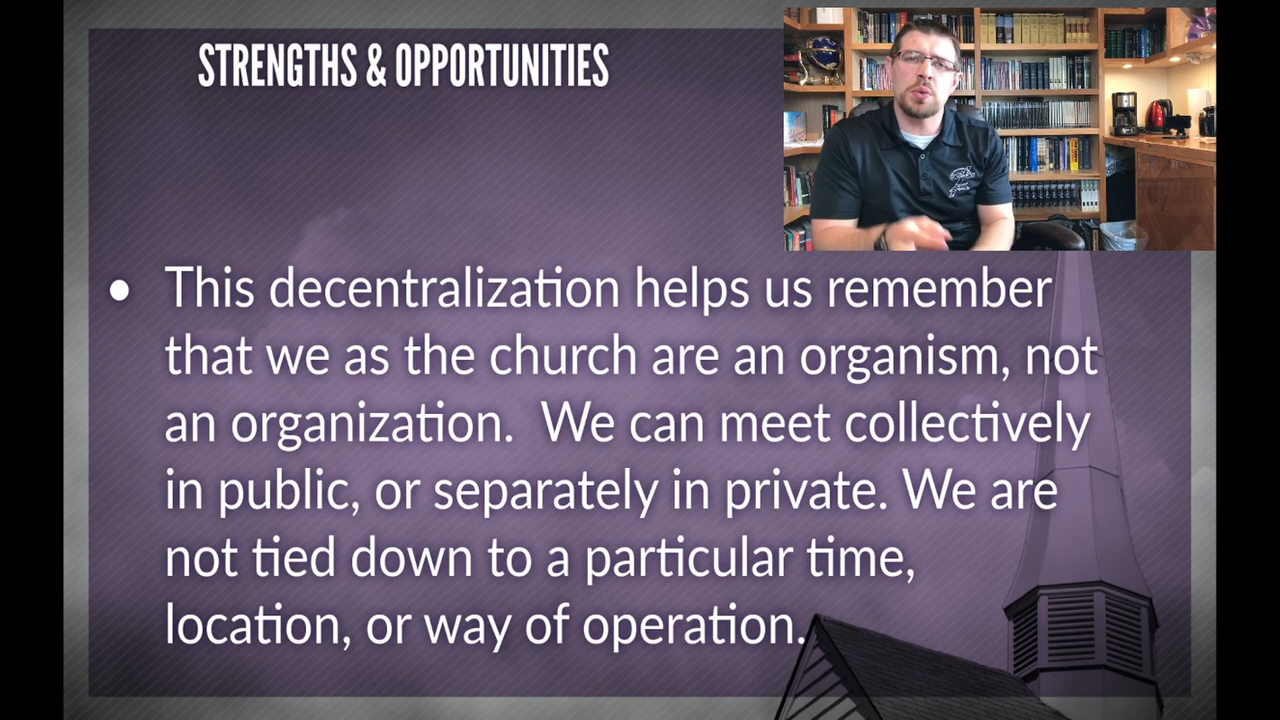 STRENGTHS & OPPORTUNITIES
• This decentralization helps us remember
that we as the church are an organism, not
an organization.  We can meet collectively
in public, or separately in private. We are
not tied down to a particular time,
location, or way of operation.